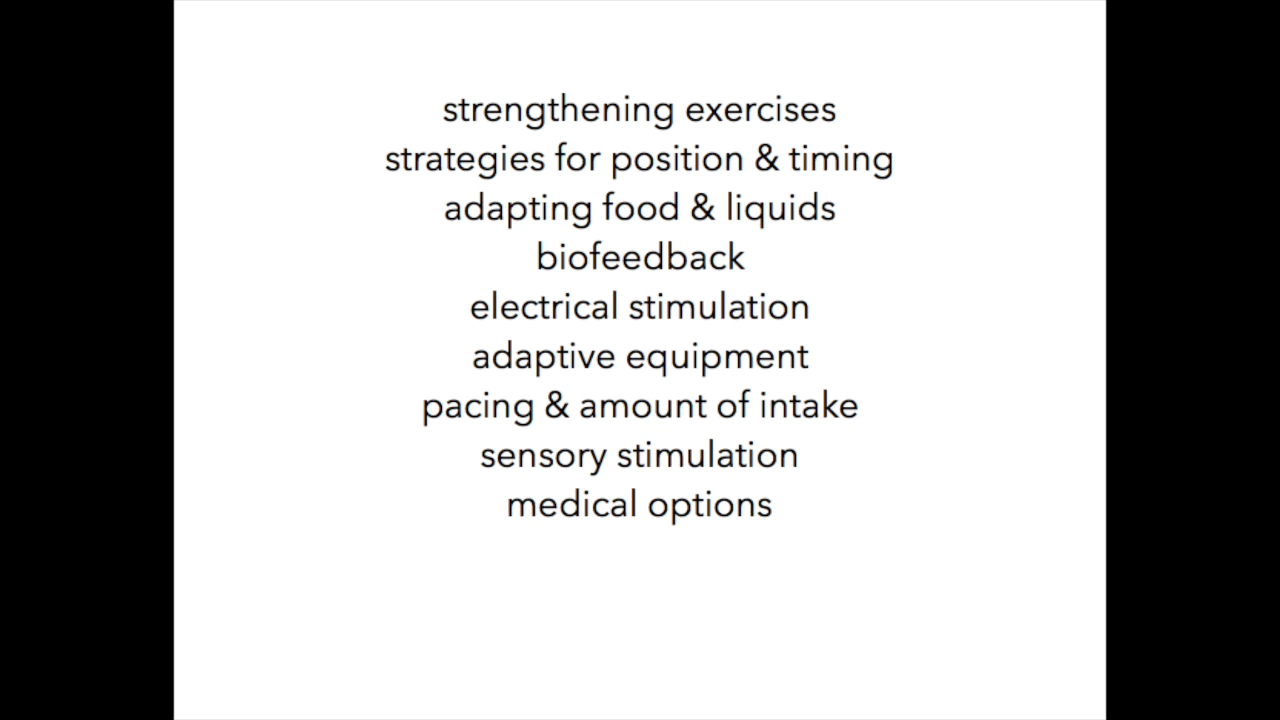 strengthening exercises
strategies for position & timing
adapting food & liquids
biofeedback
electrical stimulation
adaptive equipment
pacing & amount of intake
sensory stimulation
medical options